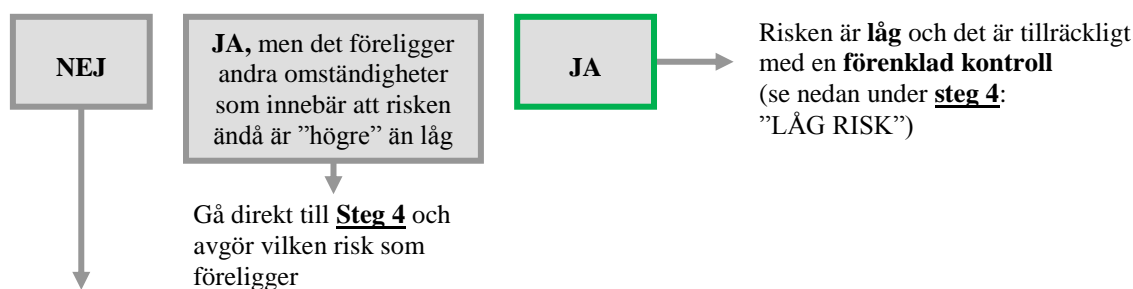 NEJ
JA, men det föreligger
andra omständigheter
som innebär att risken
ändå är ”högre” än låg
JA
Risken är låg och det är tillräckligt
med en förenklad kontroll
(se nedan under steg 4:
”LÅG RISK”)
Gå direkt till Steg 4 och
avgör vilken risk som
föreligger